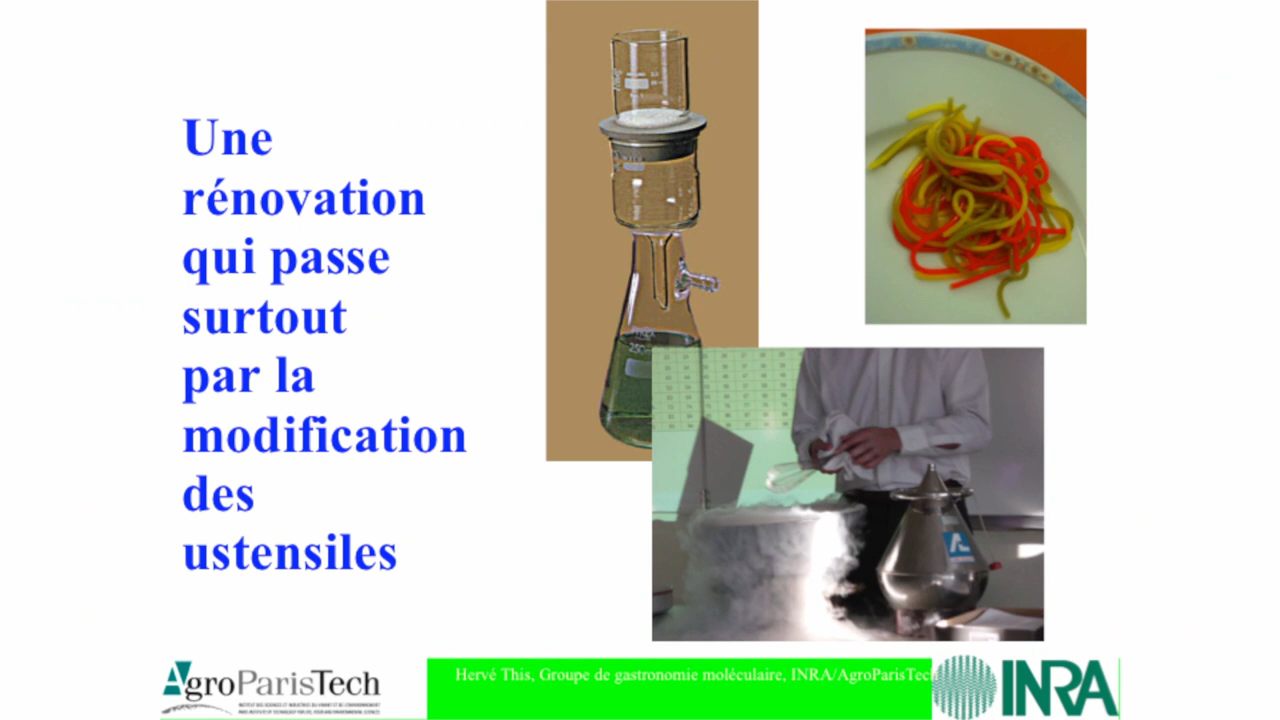 Une
rénovation
qui passe
surtout
par la
modification
des
ustensiles
AgroParisTech
Hervé This, Groupe de gastronomie moléculaire, INRA/AgroParisTech
INRA